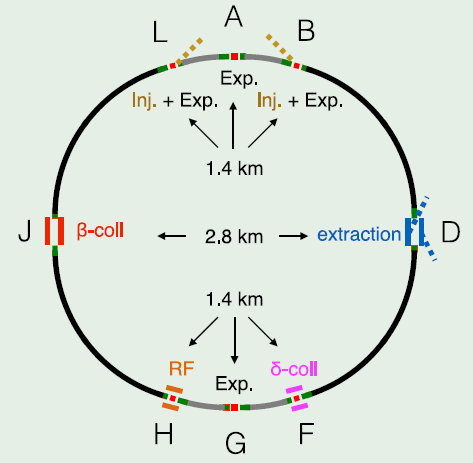 A
L
B
Exp.
Inj. + Exp.
Inj. + Exp.
1.4 km
J
β-coll
2.8 km
extraction
D
1.4 km
RF
δ-coll
Exp.
H
F
G